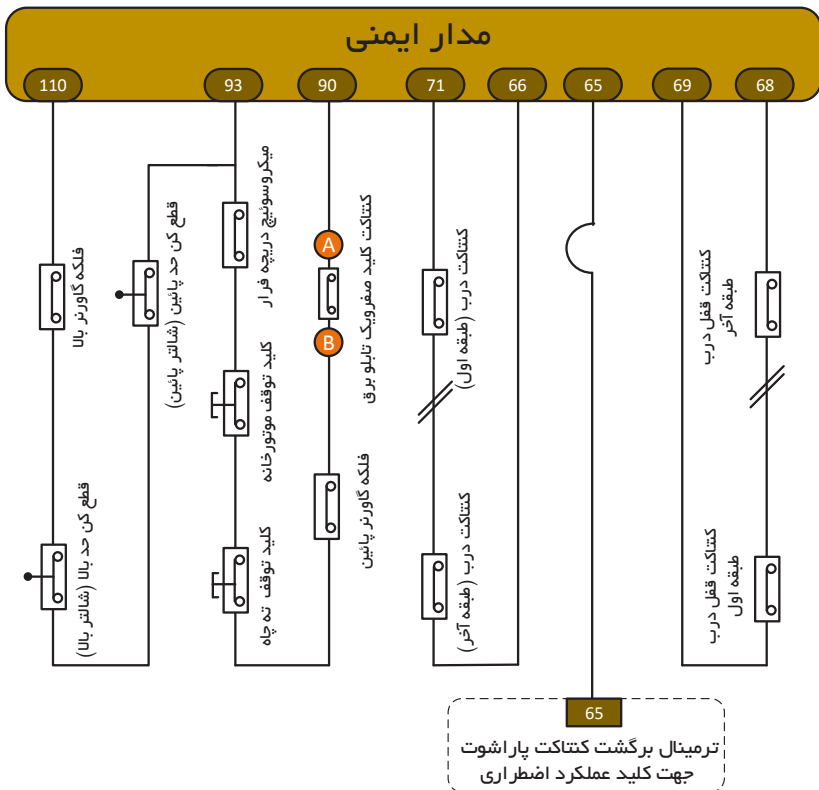 مدار ایمنی
110
93
90
71
66
65
69
68
فلکه گاورنر بالا
قطع کن حد بالا (شالتر بالا)
قطع کن حد پائین (شالتر پائین)
میکروسوئیچ دریچه فرار
کلید توقف موتورخانه
کلید توقف ته چاه
A
B
کنتاکت کلید صفرویک تابلو برق
فلکه گاورنر پائین
کنتاکت درب (طبقه اول)
کنتاکت درب (طبقه آخر)
کنتاکت قفل درب
طبقه آخر
کنتاکت قفل درب
طبقه اول
65
ترمینال برگشت کنتاکت پاراشوت
جهت کلید عملکرد اضطراری